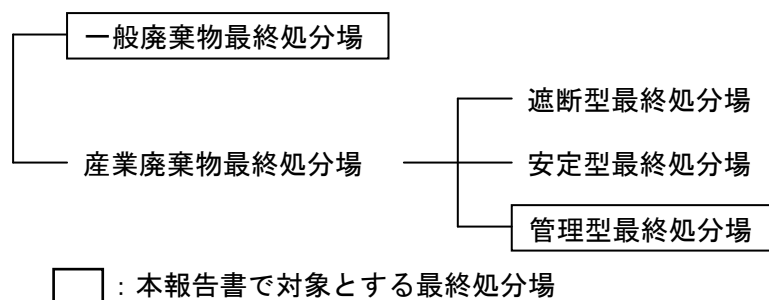 一般廃棄物最終処分場
遮断型最終処分場
産業廃棄物最終処分場
安定型最終処分場
管理型最終処分場
：本報告書で対象とする最終処分場